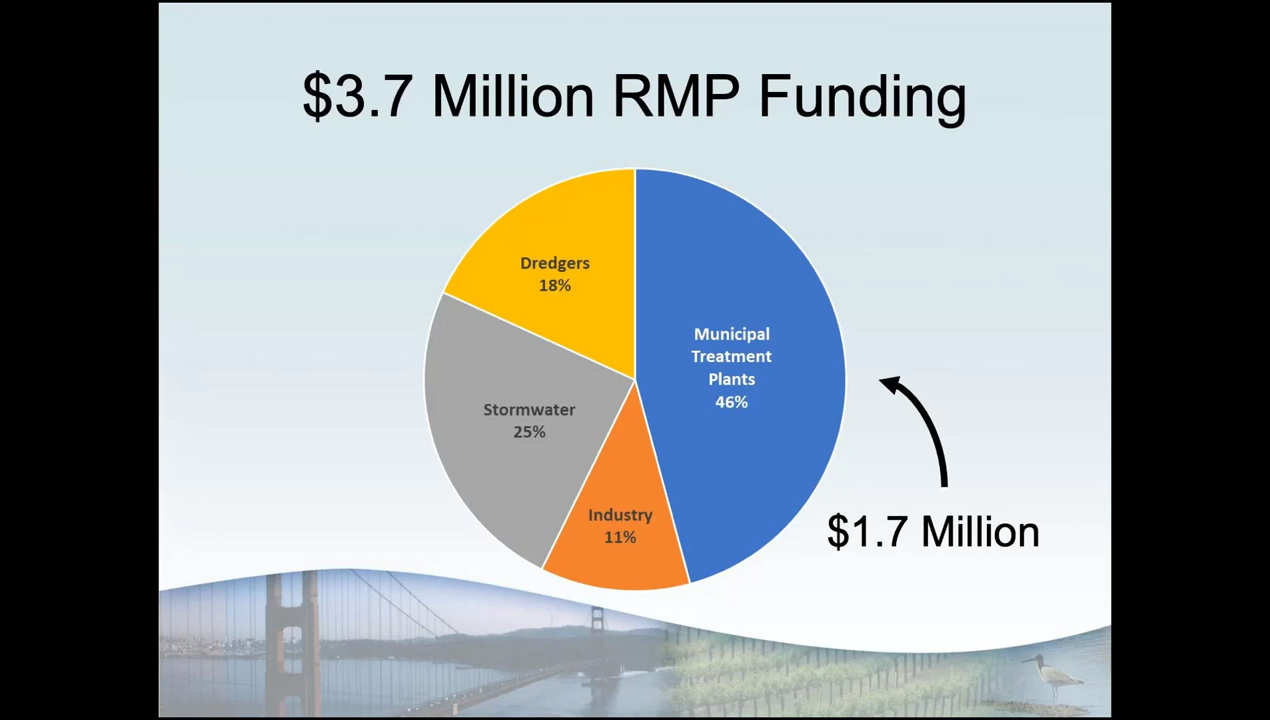 $3.7 Million RMP Funding
Dredgers
18%
Municipal
Treatment
Plants
46%
Stormwater
25%
Industry
11%
$1.7 Million